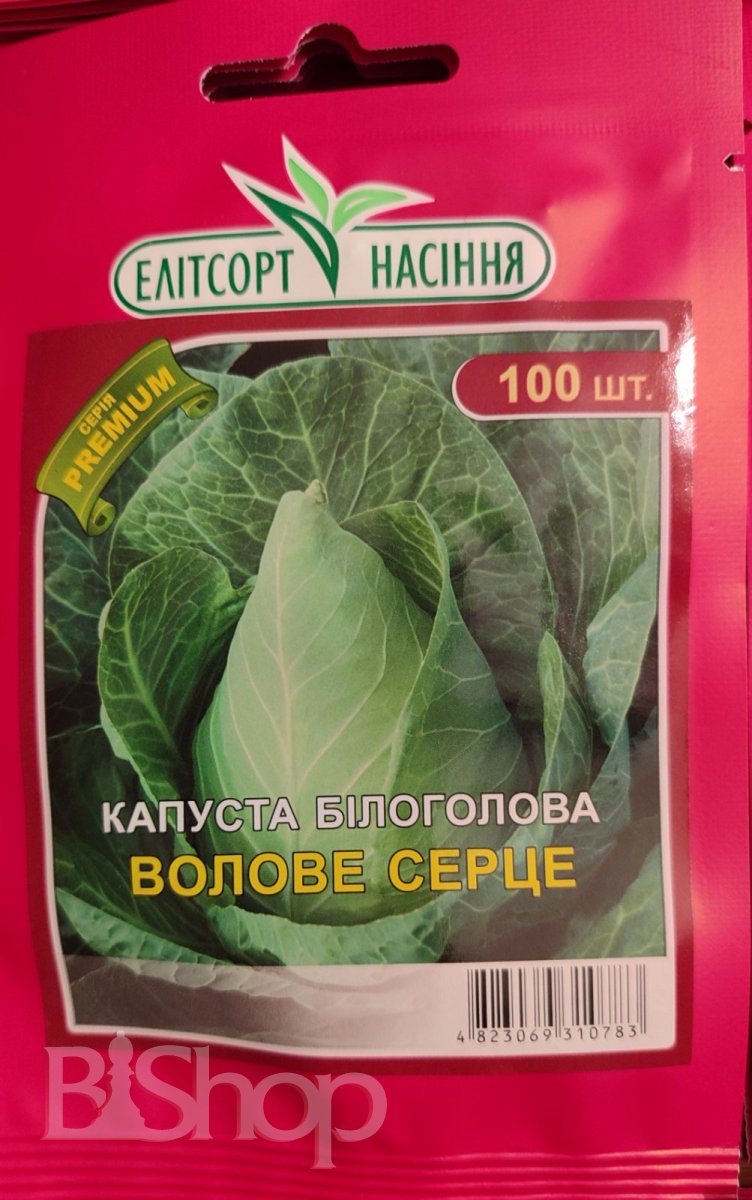 ЕЛІТСОРТ НАСІННЯ
СЕРІЯ
PREMIUM
100 шт.
КАПУСТА БІЛОГОЛОВА
ВОЛОВЕ СЕРЦЕ
4 823069 310783
BiShop